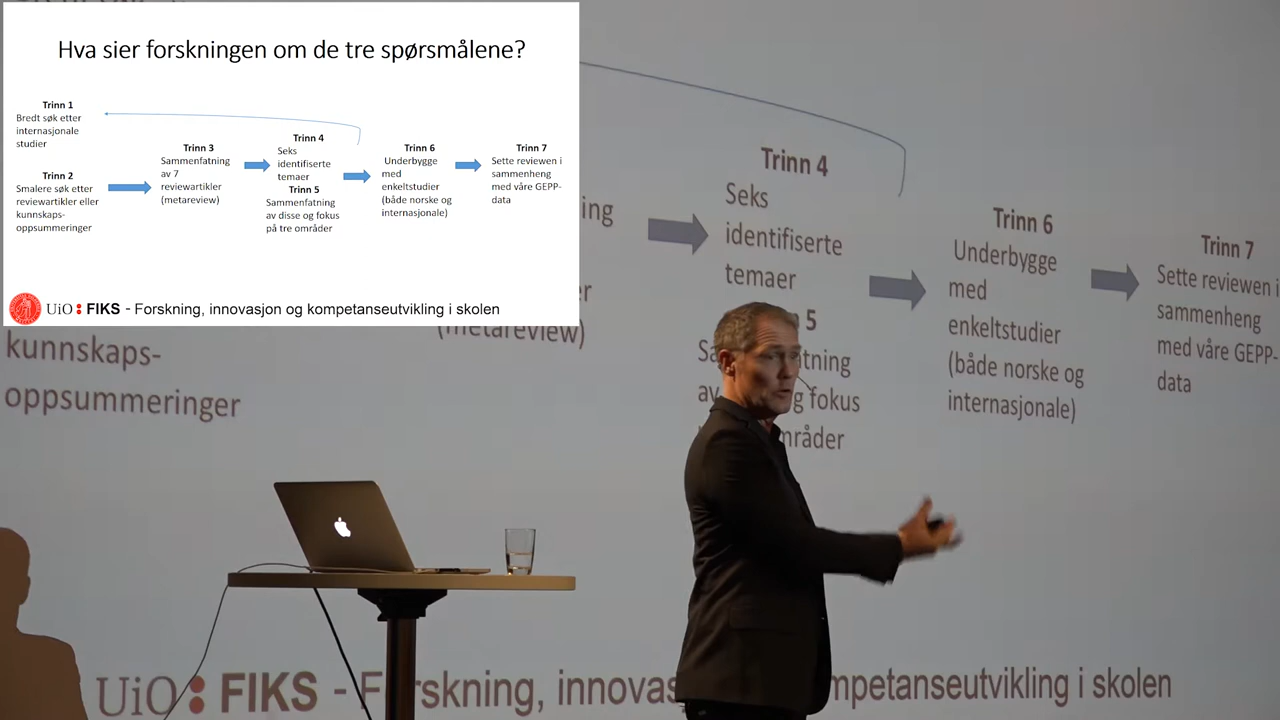 Hva sier forskningen om de tre spørsmålene?
Trinn 1
Bredt søk etter
internasjonale
studier
Trinn 2
Smalere søk etter
reviewartikler eller
kunnskaps-
oppsummeringer
Trinn 3
Sammenfatning
av 7
reviewartikler
(metareview)
Trinn 4
Seks
identifiserte
temaer
Trinn 5
Sammenfatning
av disse og fokus
på tre områder
Trinn 6
Underbygge
med
enkeltstudier
(både norske og
internasjonale)
Trinn 7
Sette reviewen i
sammenheng
med våre GEPP-
data
UiO:FIKS - Forskning, innovasjon og kompetanseutvikling i skolen
kunnskaps-
oppsummeringer
(metareview)
Trinn 4
Seks
identifiserte
temaer
5
fokus
Trinn 6
Underbygge
med
enkeltstudier
(både norske og
internasjonale)
Trinn 7
Sette reviewen i
sammenheng
med våre GEPP-
data
UiO:FIKS - i skolen